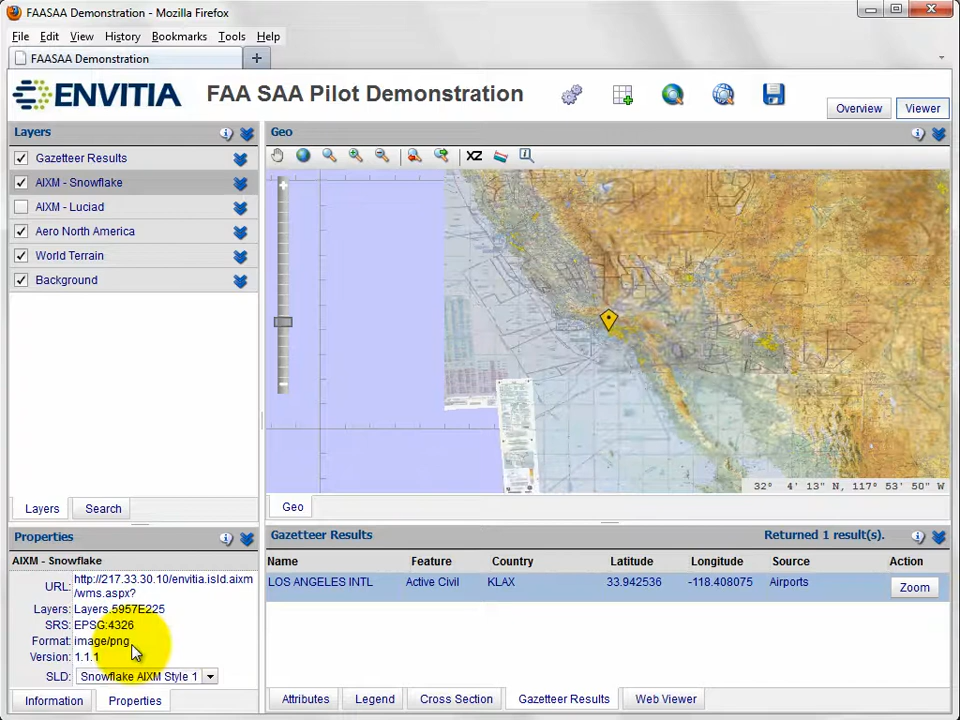 FAASAA Demonstration - Mozilla Firefox
File Edit View History Bookmarks Tools Help
FAASAA Demonstration
ENVITIA
FAA SAA Pilot Demonstration
Overview Viewer
Layers
Gazetteer Results
AIXM - Snowflake
AIXM - Luciad
Aero North America
World Terrain
Background
Layers Search
Geo
XZ
32° 4' 13" N, 117° 53' 50" W
Geo
Properties
AIXM - Snowflake
URL: http://217.33.30.10/envitia.isld.aixm
/wms.aspx?
Layers: Layers.5957E225
SRS: EPSG:4326
Format: image/png
Version: 1.1.1
SLD: Snowflake AIXM Style 1
Information Properties
Gazetteer Results Returned 1 result(s).
Name Feature Country Latitude Longitude Source Action
LOS ANGELES INTL Active Civil KLAX 33.942536 -118.408075 Airports Zoom
Attributes Legend Cross Section Gazetteer Results Web Viewer